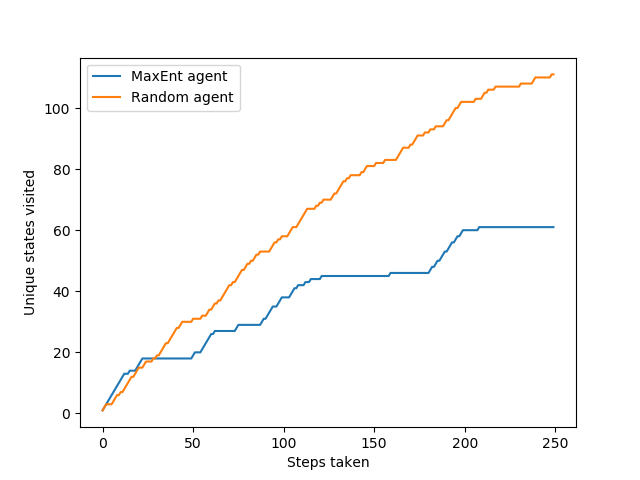 MaxEnt agent
Random agent
Unique states visited
100
80
60
40
20
0
0 50 100 150 200 250
Steps taken